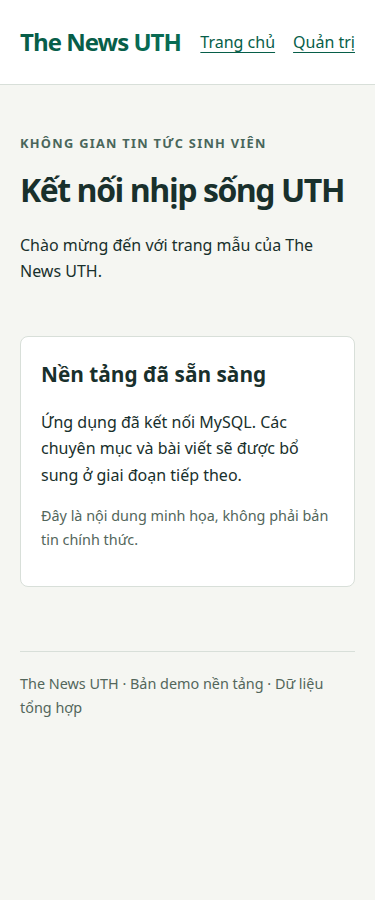 The News UTH Trang chủ Quản trị
KHÔNG GIAN TIN TỨC SINH VIÊN
Kết nối nhịp sống UTH
Chào mừng đến với trang mẫu của The
News UTH.
Nền tảng đã sẵn sàng
Ứng dụng đã kết nối MySQL. Các
chuyên mục và bài viết sẽ được bổ
sung ở giai đoạn tiếp theo.
Đây là nội dung minh họa, không phải bản
tin chính thức.
The News UTH · Bản demo nền tảng · Dữ liệu
tổng hợp